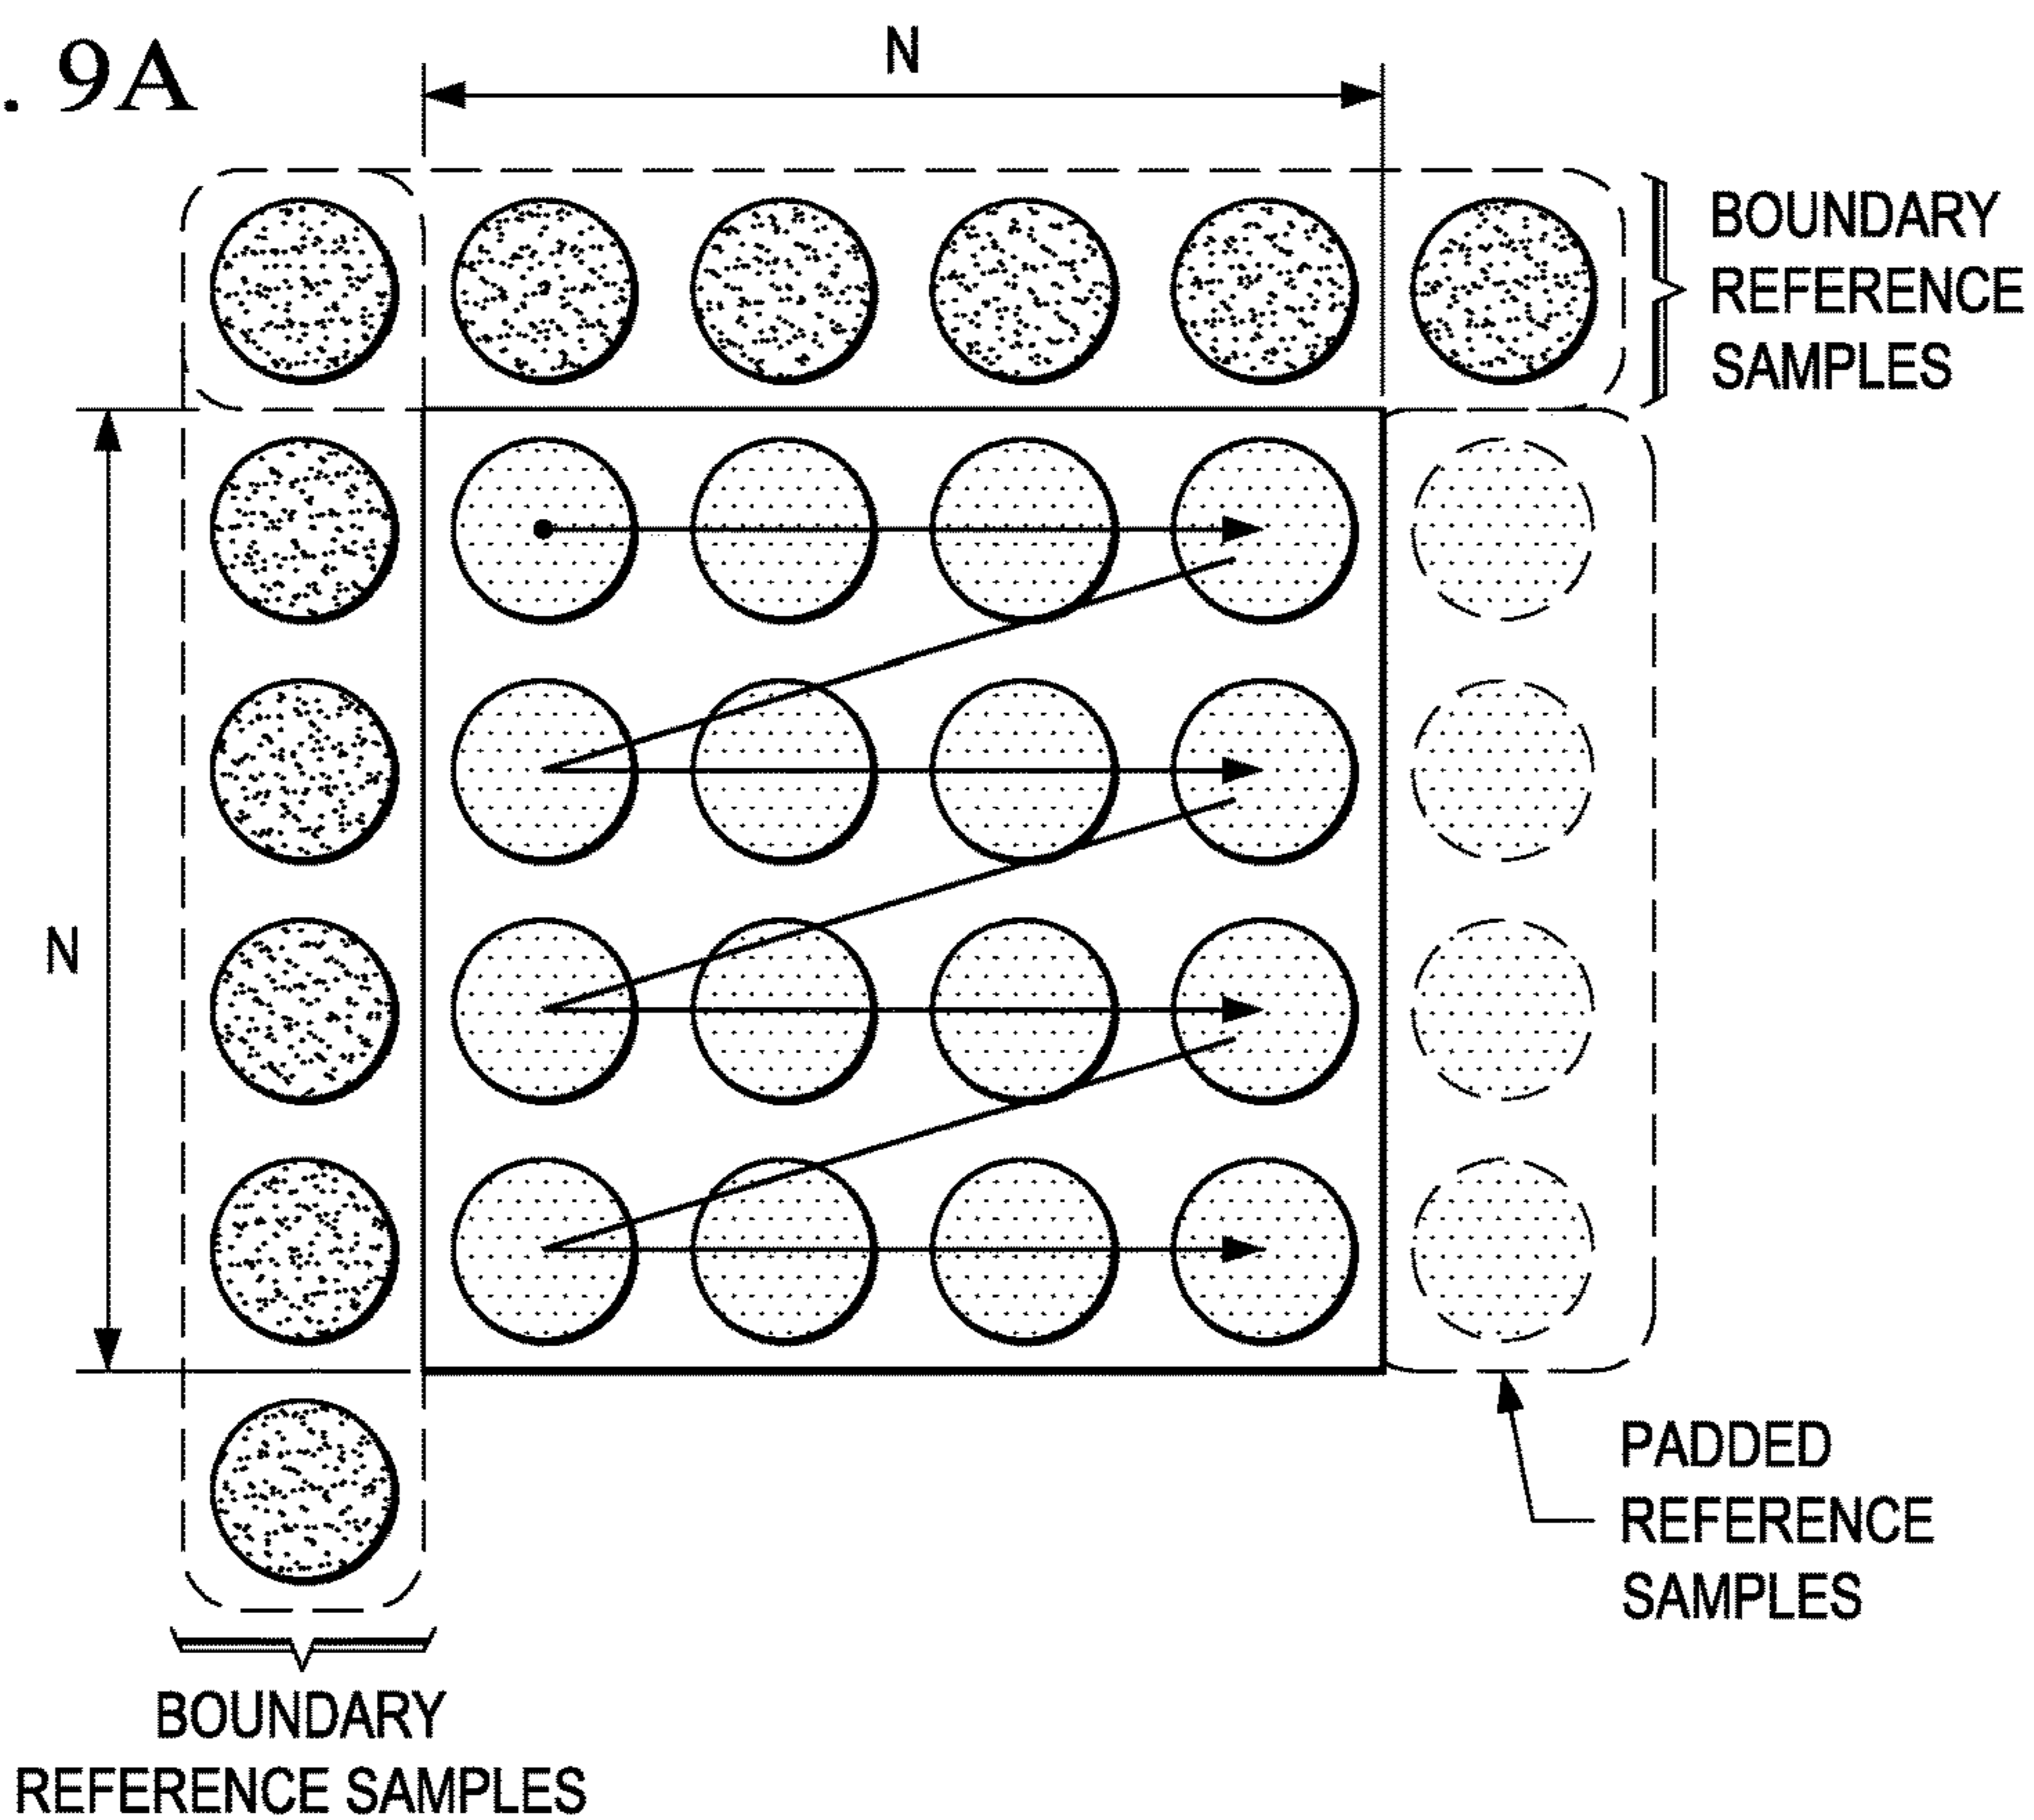 . 9A
N
BOUNDARY
REFERENCE
SAMPLES
N
PADDED
REFERENCE
SAMPLES
BOUNDARY
REFERENCE SAMPLES